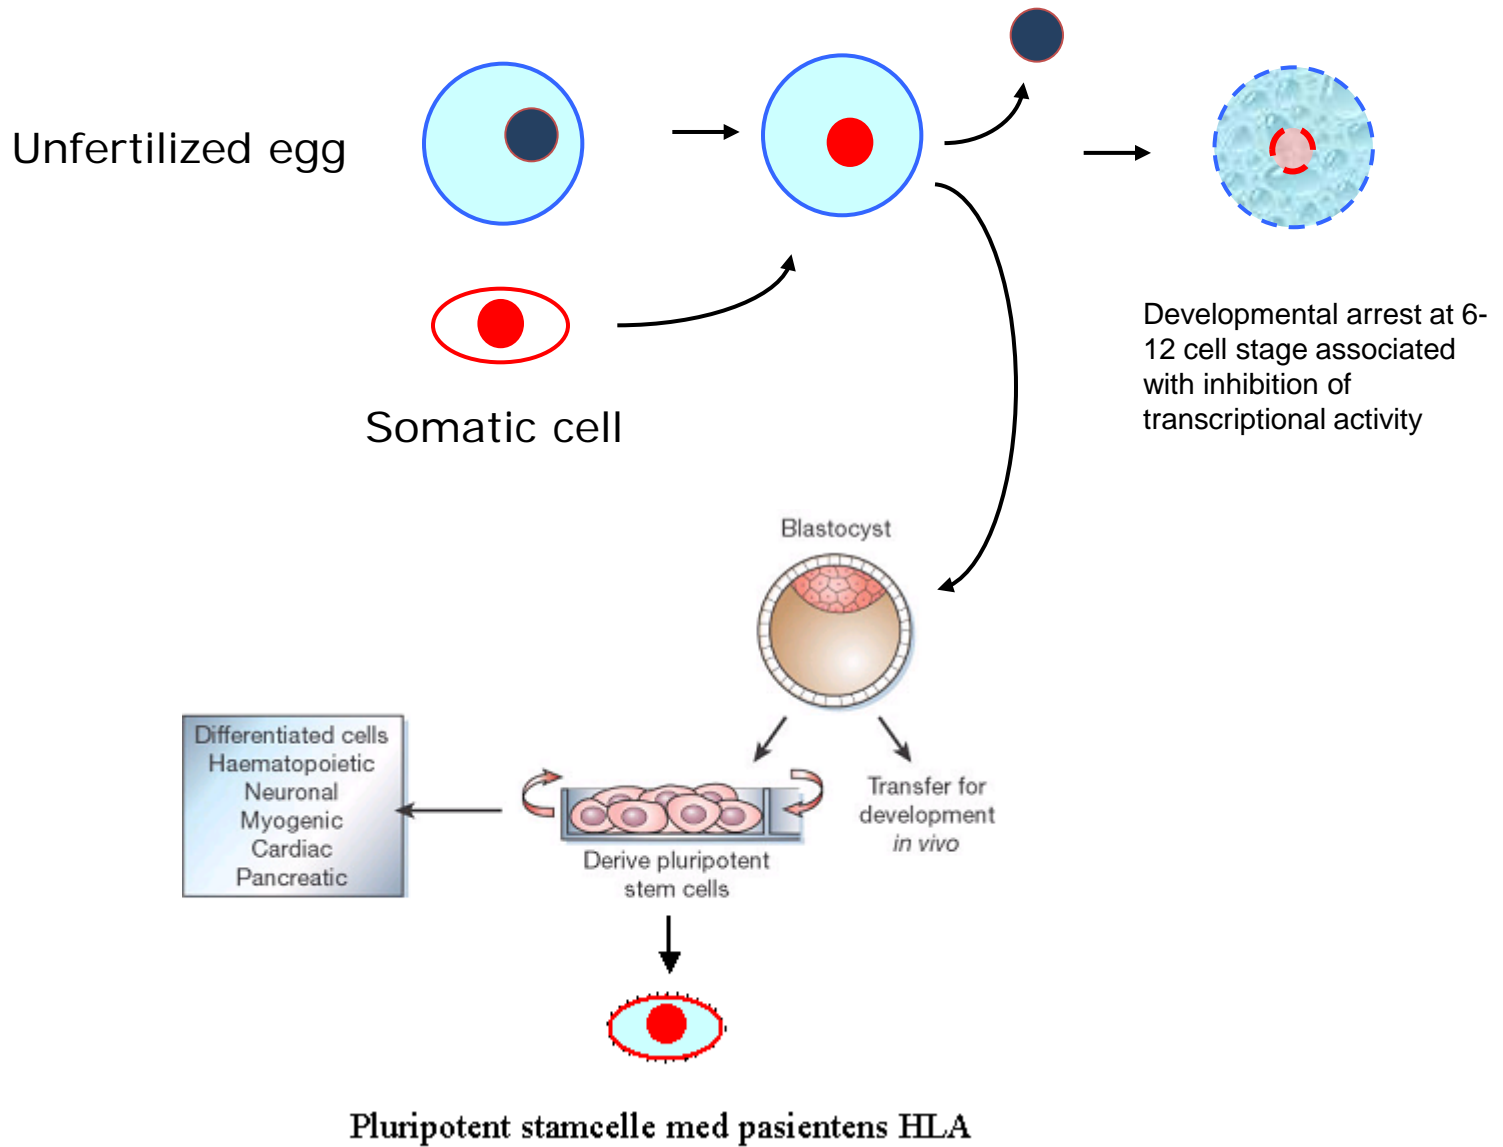 Unfertilized egg
Somatic cell
Developmental arrest at 6-
12 cell stage associated
with inhibition of
transcriptional activity
Blastocyst
Differentiated cells
Haematopoietic
Neuronal
Myogenic
Cardiac
Pancreatic
Derive pluripotent
stem cells
Transfer for
development
in vivo
Pluripotent stamcelle med pasientens HLA